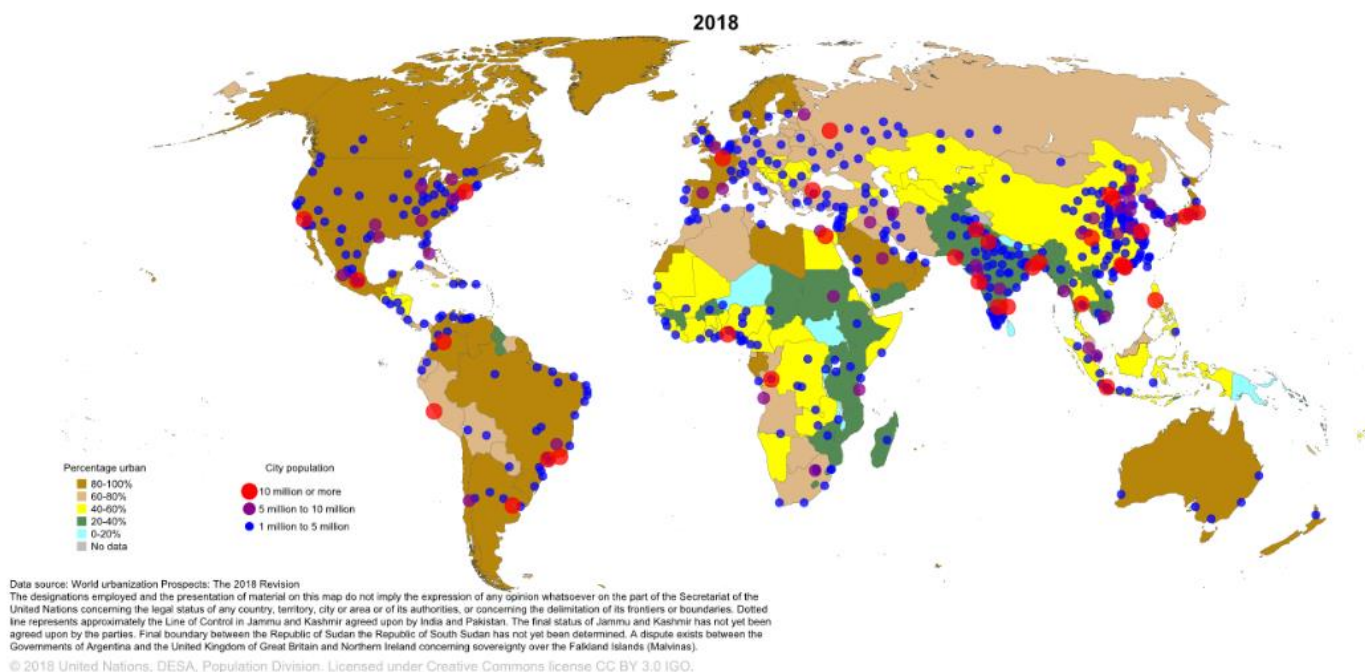 2018
Percentage urban
80-100%
60-80%
40-60%
20-40%
0-20%
No data
City population
10 million or more
5 million to 10 million
1 million to 5 million
Data source: World urbanization Prospects: The 2018 Revision
The designations employed and the presentation of material on this map do not imply the expression of any opinion whatsoever on the part of the Secretariat of the
United Nations concerning the legal status of any country, territory, city or area or of its authorities, or concerning the delimitation of its frontiers or boundaries. Dotted
line represents approximately the Line of Control in Jammu and Kashmir agreed upon by India and Pakistan. The final status of Jammu and Kashmir has not yet been
agreed upon by the parties. Final boundary between the Republic of Sudan the Republic of South Sudan has not yet been determined. A dispute exists between the
Governments of Argentina and the United Kingdom of Great Britain and Northern Ireland concerning sovereignty over the Falkland Islands (Malvinas).
© 2018 United Nations, DESA, Population Division. Licensed under Creative Commons license CC BY 3.0 IGO.